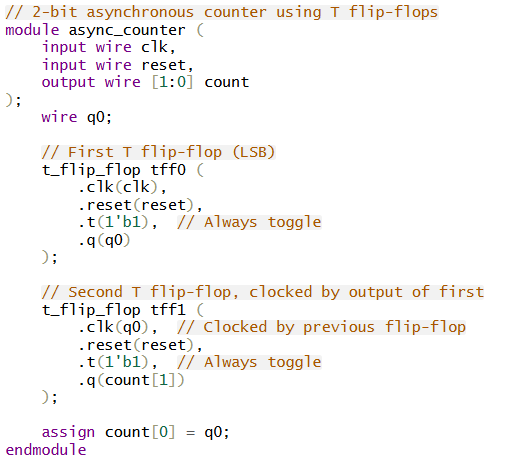 // 2-bit asynchronous counter using T flip-flops
module async_counter (
    input wire clk,
    input wire reset,
    output wire [1:0] count
);
    wire q0;

    // First T flip-flop (LSB)
    t_flip_flop tff0 (
        .clk(clk),
        .reset(reset),
        .t(1'b1),  // Always toggle
        .q(q0)
    );

    // Second T flip-flop, clocked by output of first
    t_flip_flop tff1 (
        .clk(q0),  // Clocked by previous flip-flop
        .reset(reset),
        .t(1'b1),  // Always toggle
        .q(count[1])
    );

    assign count[0] = q0;
endmodule